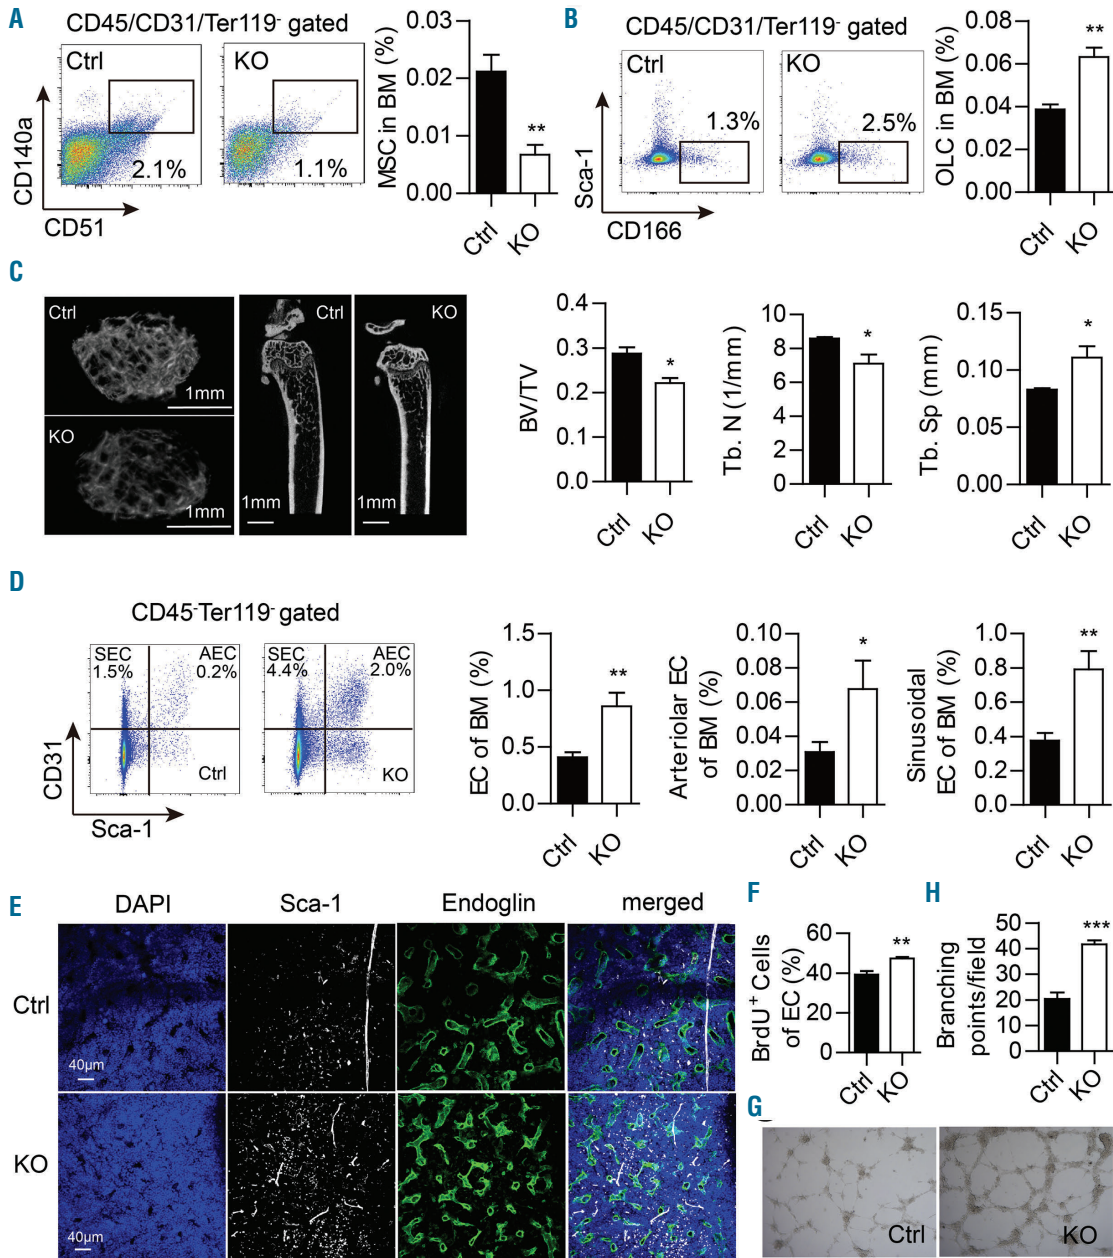 A
CD45/CD31/Ter119- gated
Ctrl
KO
2.1%
1.1%
CD140a
CD51
MSC in BM (%)
0.03
0.02
0.01
0.00
**
Ctrl
KO
B
CD45/CD31/Ter119- gated
Ctrl
KO
1.3%
2.5%
Sca-1
CD166
OLC in BM (%)
0.08
0.06
0.04
0.02
0.00
**
Ctrl
KO
C
Ctrl
1mm
KO
1mm
Ctrl
1mm
KO
1mm
BV/TV
0.4
0.3
0.2
0.1
0.0
*
Ctrl
KO
Tb. N (1/mm)
10
8
6
4
2
0
*
Ctrl
KO
Tb. Sp (mm)
0.15
0.10
0.05
0.00
*
Ctrl
KO
D
CD45-Ter119- gated
SEC
1.5%
AEC
0.2%
Ctrl
SEC
4.4%
AEC
2.0%
KO
CD31
Sca-1
EC of BM (%)
1.5
1.0
0.5
0.0
**
Ctrl
KO
Arteriolar EC
of BM (%)
0.10
0.08
0.06
0.04
0.02
0.00
*
Ctrl
KO
Sinusoidal
EC of BM (%)
1.0
0.8
0.6
0.4
0.2
0.0
**
Ctrl
KO
E
DAPI
Sca-1
Endoglin
merged
Ctrl
40μm
KO
40μm
F
BrdU+ Cells
of EC (%)
60
40
20
0
**
Ctrl
KO
H
Branching
points/field
50
40
30
20
10
0
***
Ctrl
KO
G
Ctrl
KO